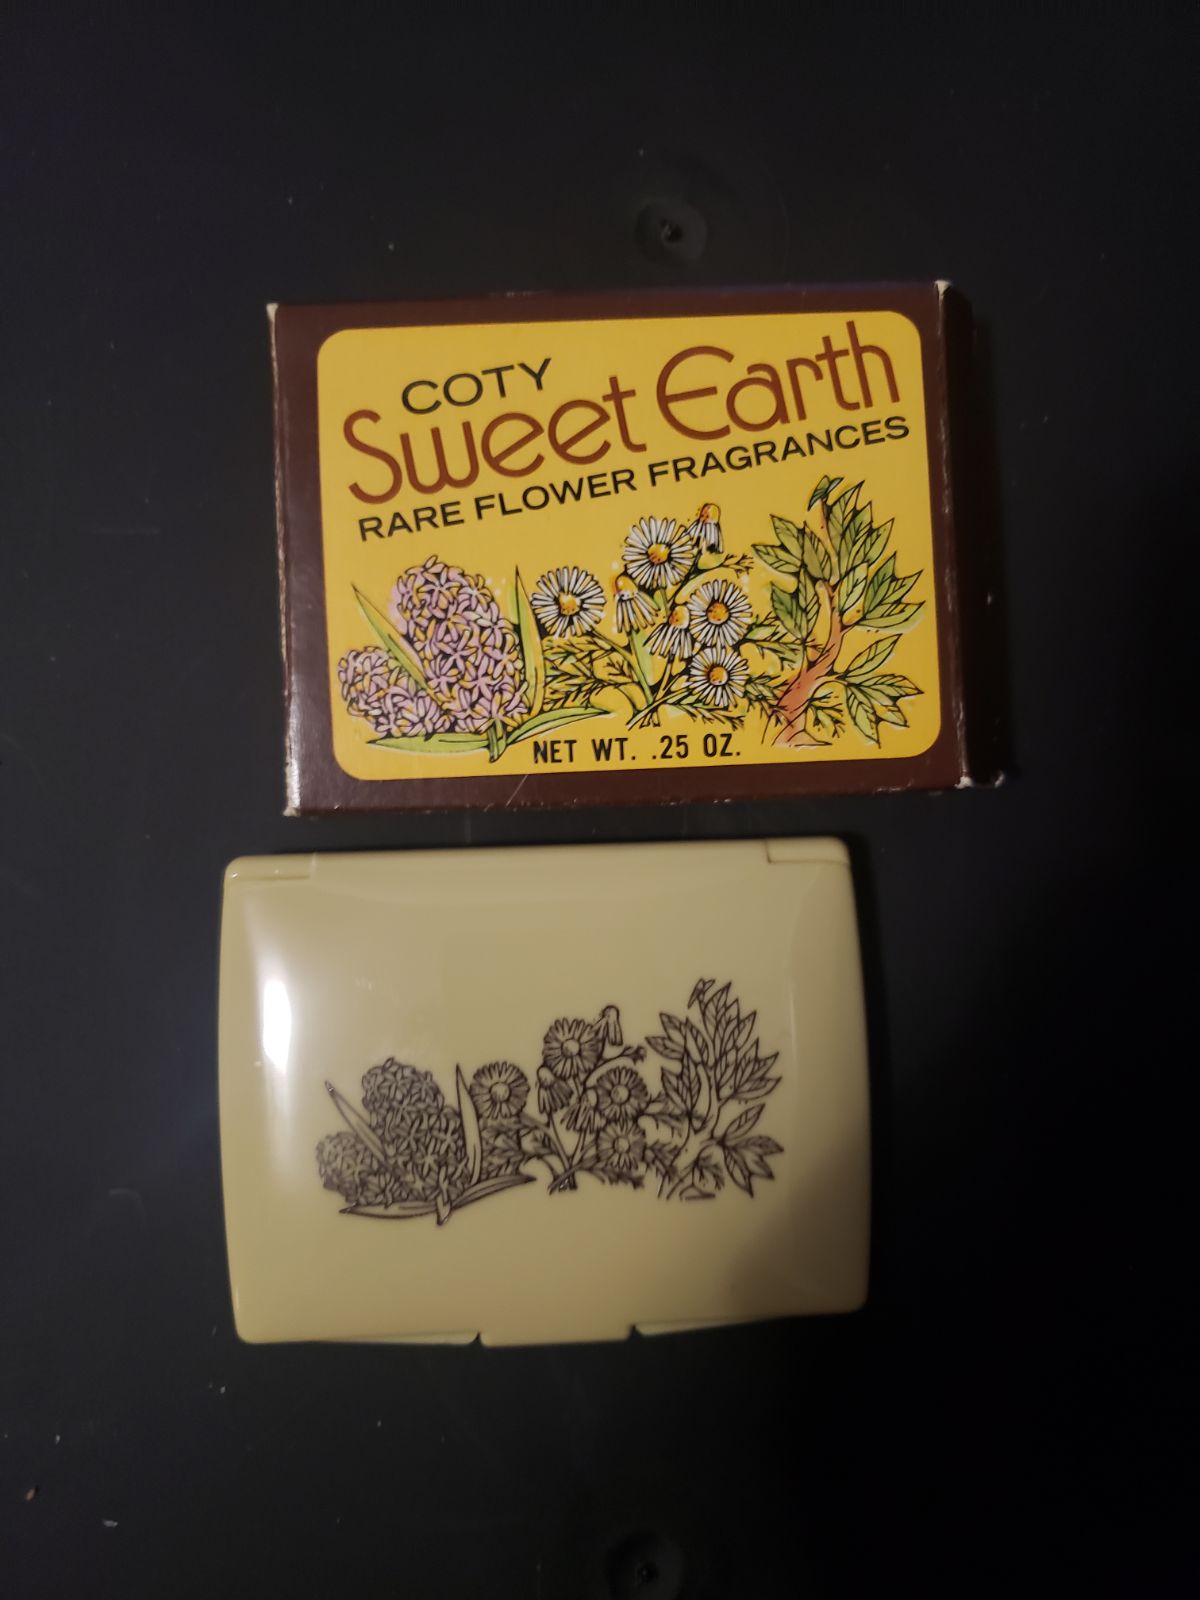 COTY
Sweet Earth
RARE FLOWER FRAGRANCES
NET WT. .25 OZ.